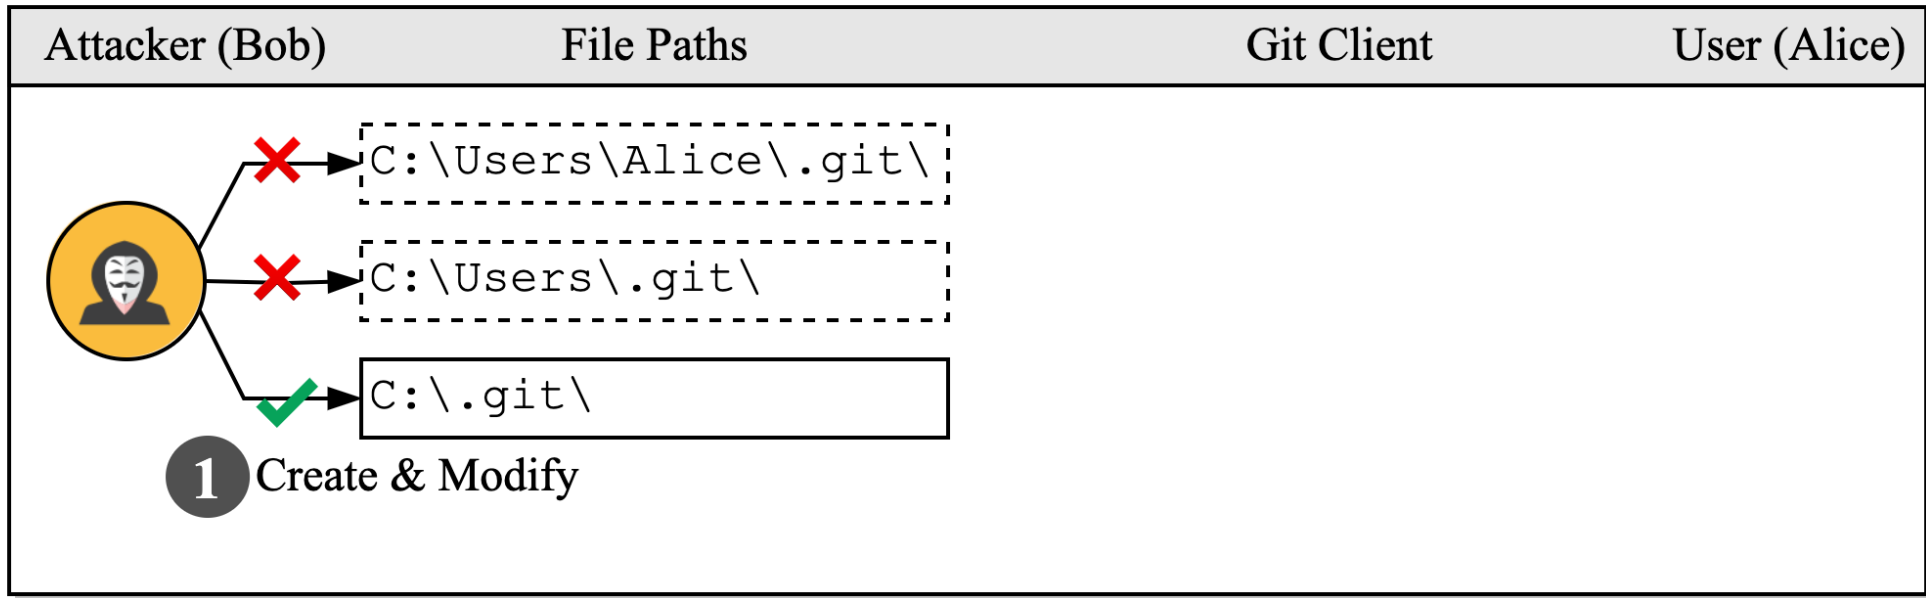 Attacker (Bob) File Paths Git Client User (Alice)
C:\Users\Alice\.git\
C:\Users\.git\
C:\.git\
1 Create & Modify